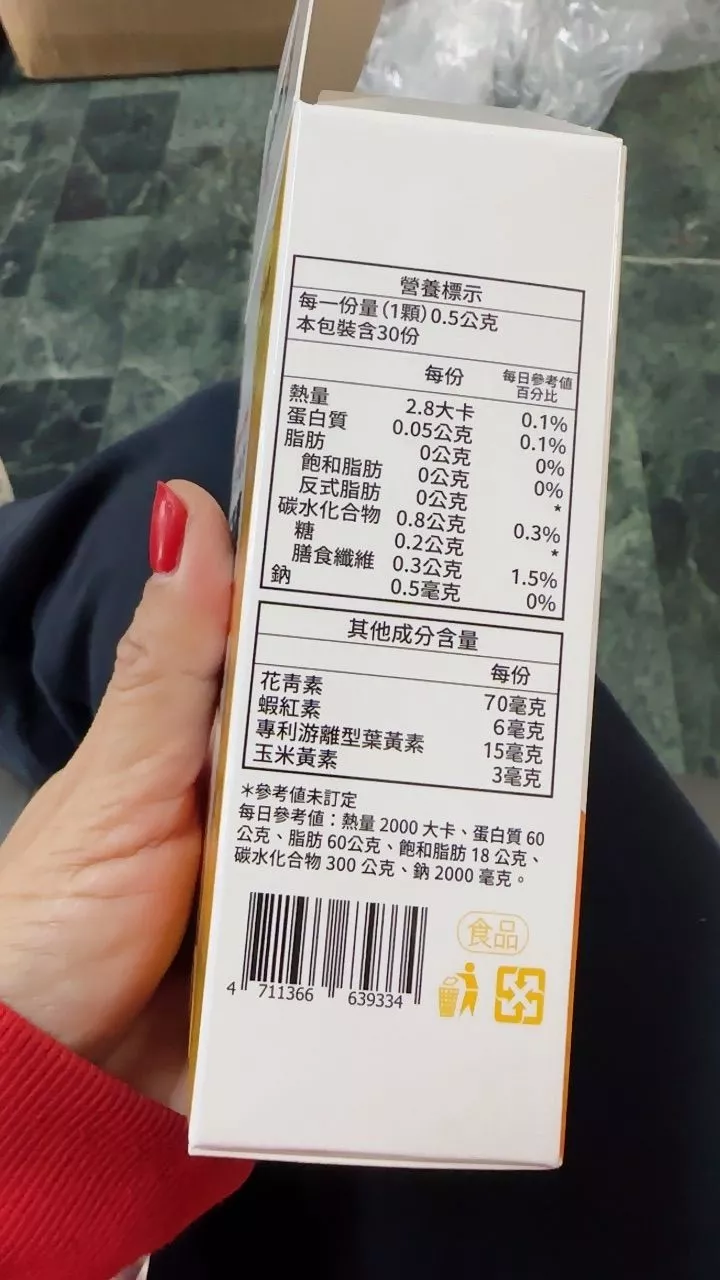 營養標示
每一份量(1顆)0.5公克
本包裝含30份
每份 每日參考值百分比
熱量 2.8大卡 0.1%
蛋白質 0.05公克 0.1%
脂肪 0公克 0%
飽和脂肪 0公克 0%
反式脂肪 0公克 *
碳水化合物 0.8公克 0.3%
糖 0.2公克 *
膳食纖維 0.3公克 1.5%
鈉 0.5毫克 0%
其他成分含量
每份
花青素 70毫克
蝦紅素 6毫克
專利游離型葉黃素 15毫克
玉米黃素 3毫克
*參考值未訂定
每日參考值:熱量 2000 大卡、蛋白質 60
公克、脂肪 60公克、飽和脂肪 18 公克、
碳水化合物 300 公克、鈉 2000 毫克。
食品
4 711366 639334